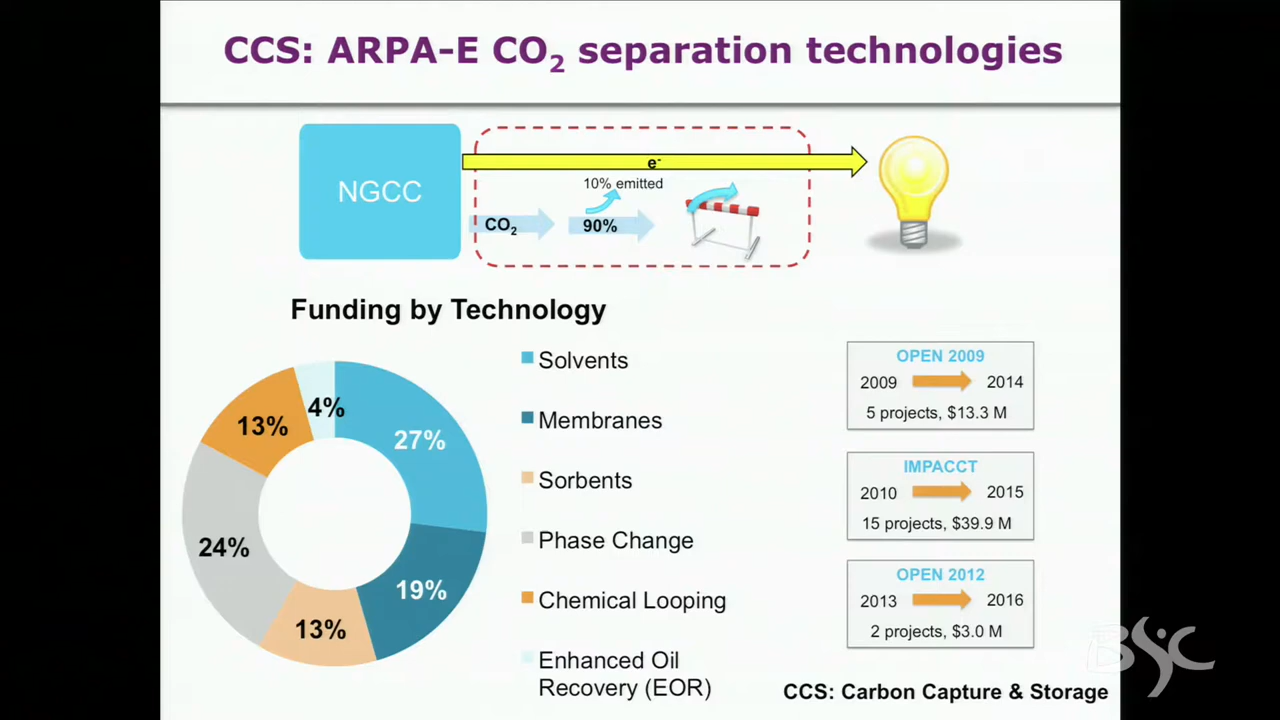 CCS: ARPA-E CO₂ separation technologies
NGCC
e⁻
10% emitted
CO₂
90%
Funding by Technology
4%
13%
27%
24%
19%
13%
Solvents
Membranes
Sorbents
Phase Change
Chemical Looping
Enhanced Oil
Recovery (EOR)
OPEN 2009
2009 2014
5 projects, $13.3 M
IMPACCT
2010 2015
15 projects, $39.9 M
OPEN 2012
2013 2016
2 projects, $3.0 M
BSC
CCS: Carbon Capture & Storage